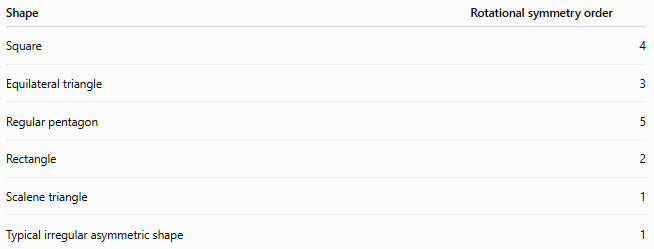 Shape Rotational symmetry order
Square 4
Equilateral triangle 3
Regular pentagon 5
Rectangle 2
Scalene triangle 1
Typical irregular asymmetric shape 1